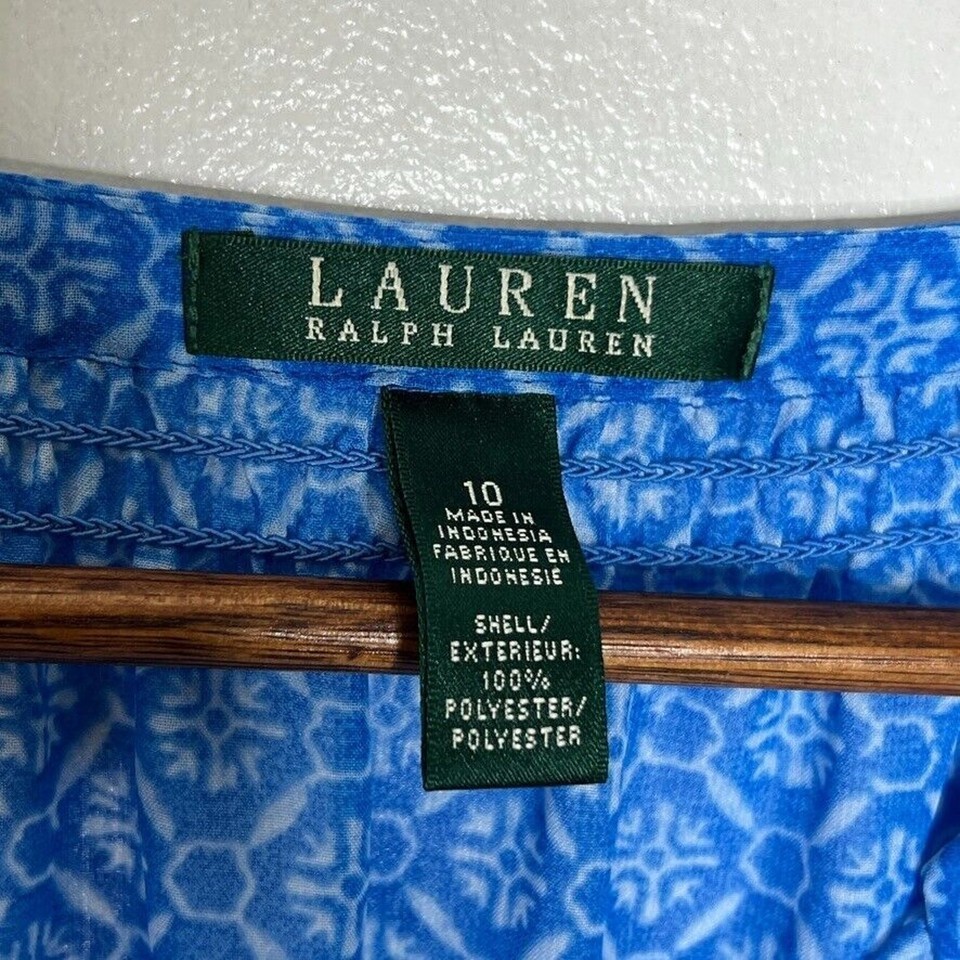 LAUREN
RALPH LAUREN
10
MADE IN
INDONESIA
FABRIQUE EN
INDONESIE
SHELL/
EXTERIEUR:
100%
POLYESTER/
POLYESTER